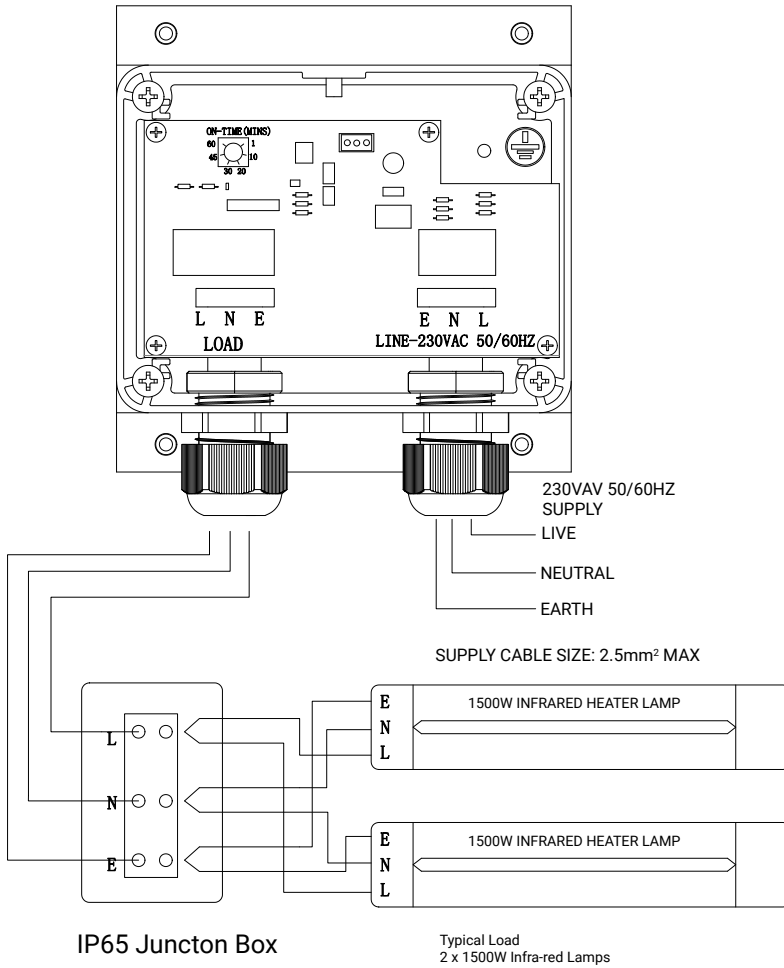 ON-TIME(MINS)
60 1
45 10
30 20
L N E
LOAD
E N L
LINE-230VAC 50/60HZ
230VAV 50/60HZ
SUPPLY
LIVE
NEUTRAL
EARTH
SUPPLY CABLE SIZE: 2.5mm² MAX
L
N
E
E
N
L
1500W INFRARED HEATER LAMP
E
N
L
1500W INFRARED HEATER LAMP
IP65 Juncton Box
Typical Load
2 x 1500W Infra-red Lamps